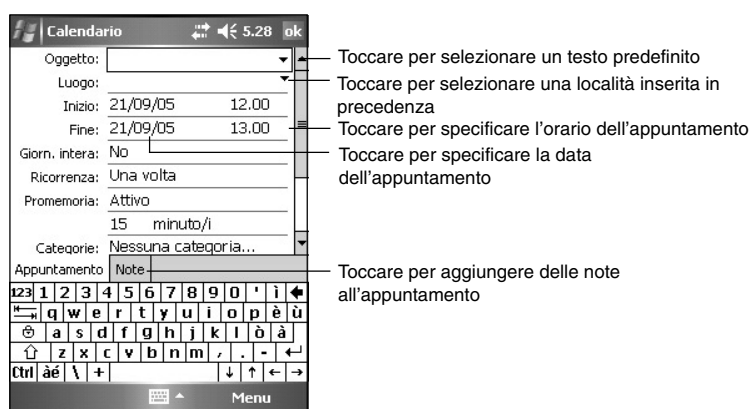 Calendario 5.28 ok
Oggetto:
Luogo:
Inizio: 21/09/05 12.00
Fine: 21/09/05 13.00
Giorn. intera: No
Ricorrenza: Una volta
Promemoria: Attivo
15 minuto/i
Categorie: Nessuna categoria...
Appuntamento Note
123 1 2 3 4 5 6 7 8 9 0 ' ì
q w e r t y u i o p è ù
a s d f g h j k l ò à
z x c v b n m , . -
Ctrl àé \ +
Menu
Toccare per selezionare un testo predefinito
Toccare per selezionare una località inserita in
precedenza
Toccare per specificare l'orario dell'appuntamento
Toccare per specificare la data
dell'appuntamento
Toccare per aggiungere delle note
all'appuntamento